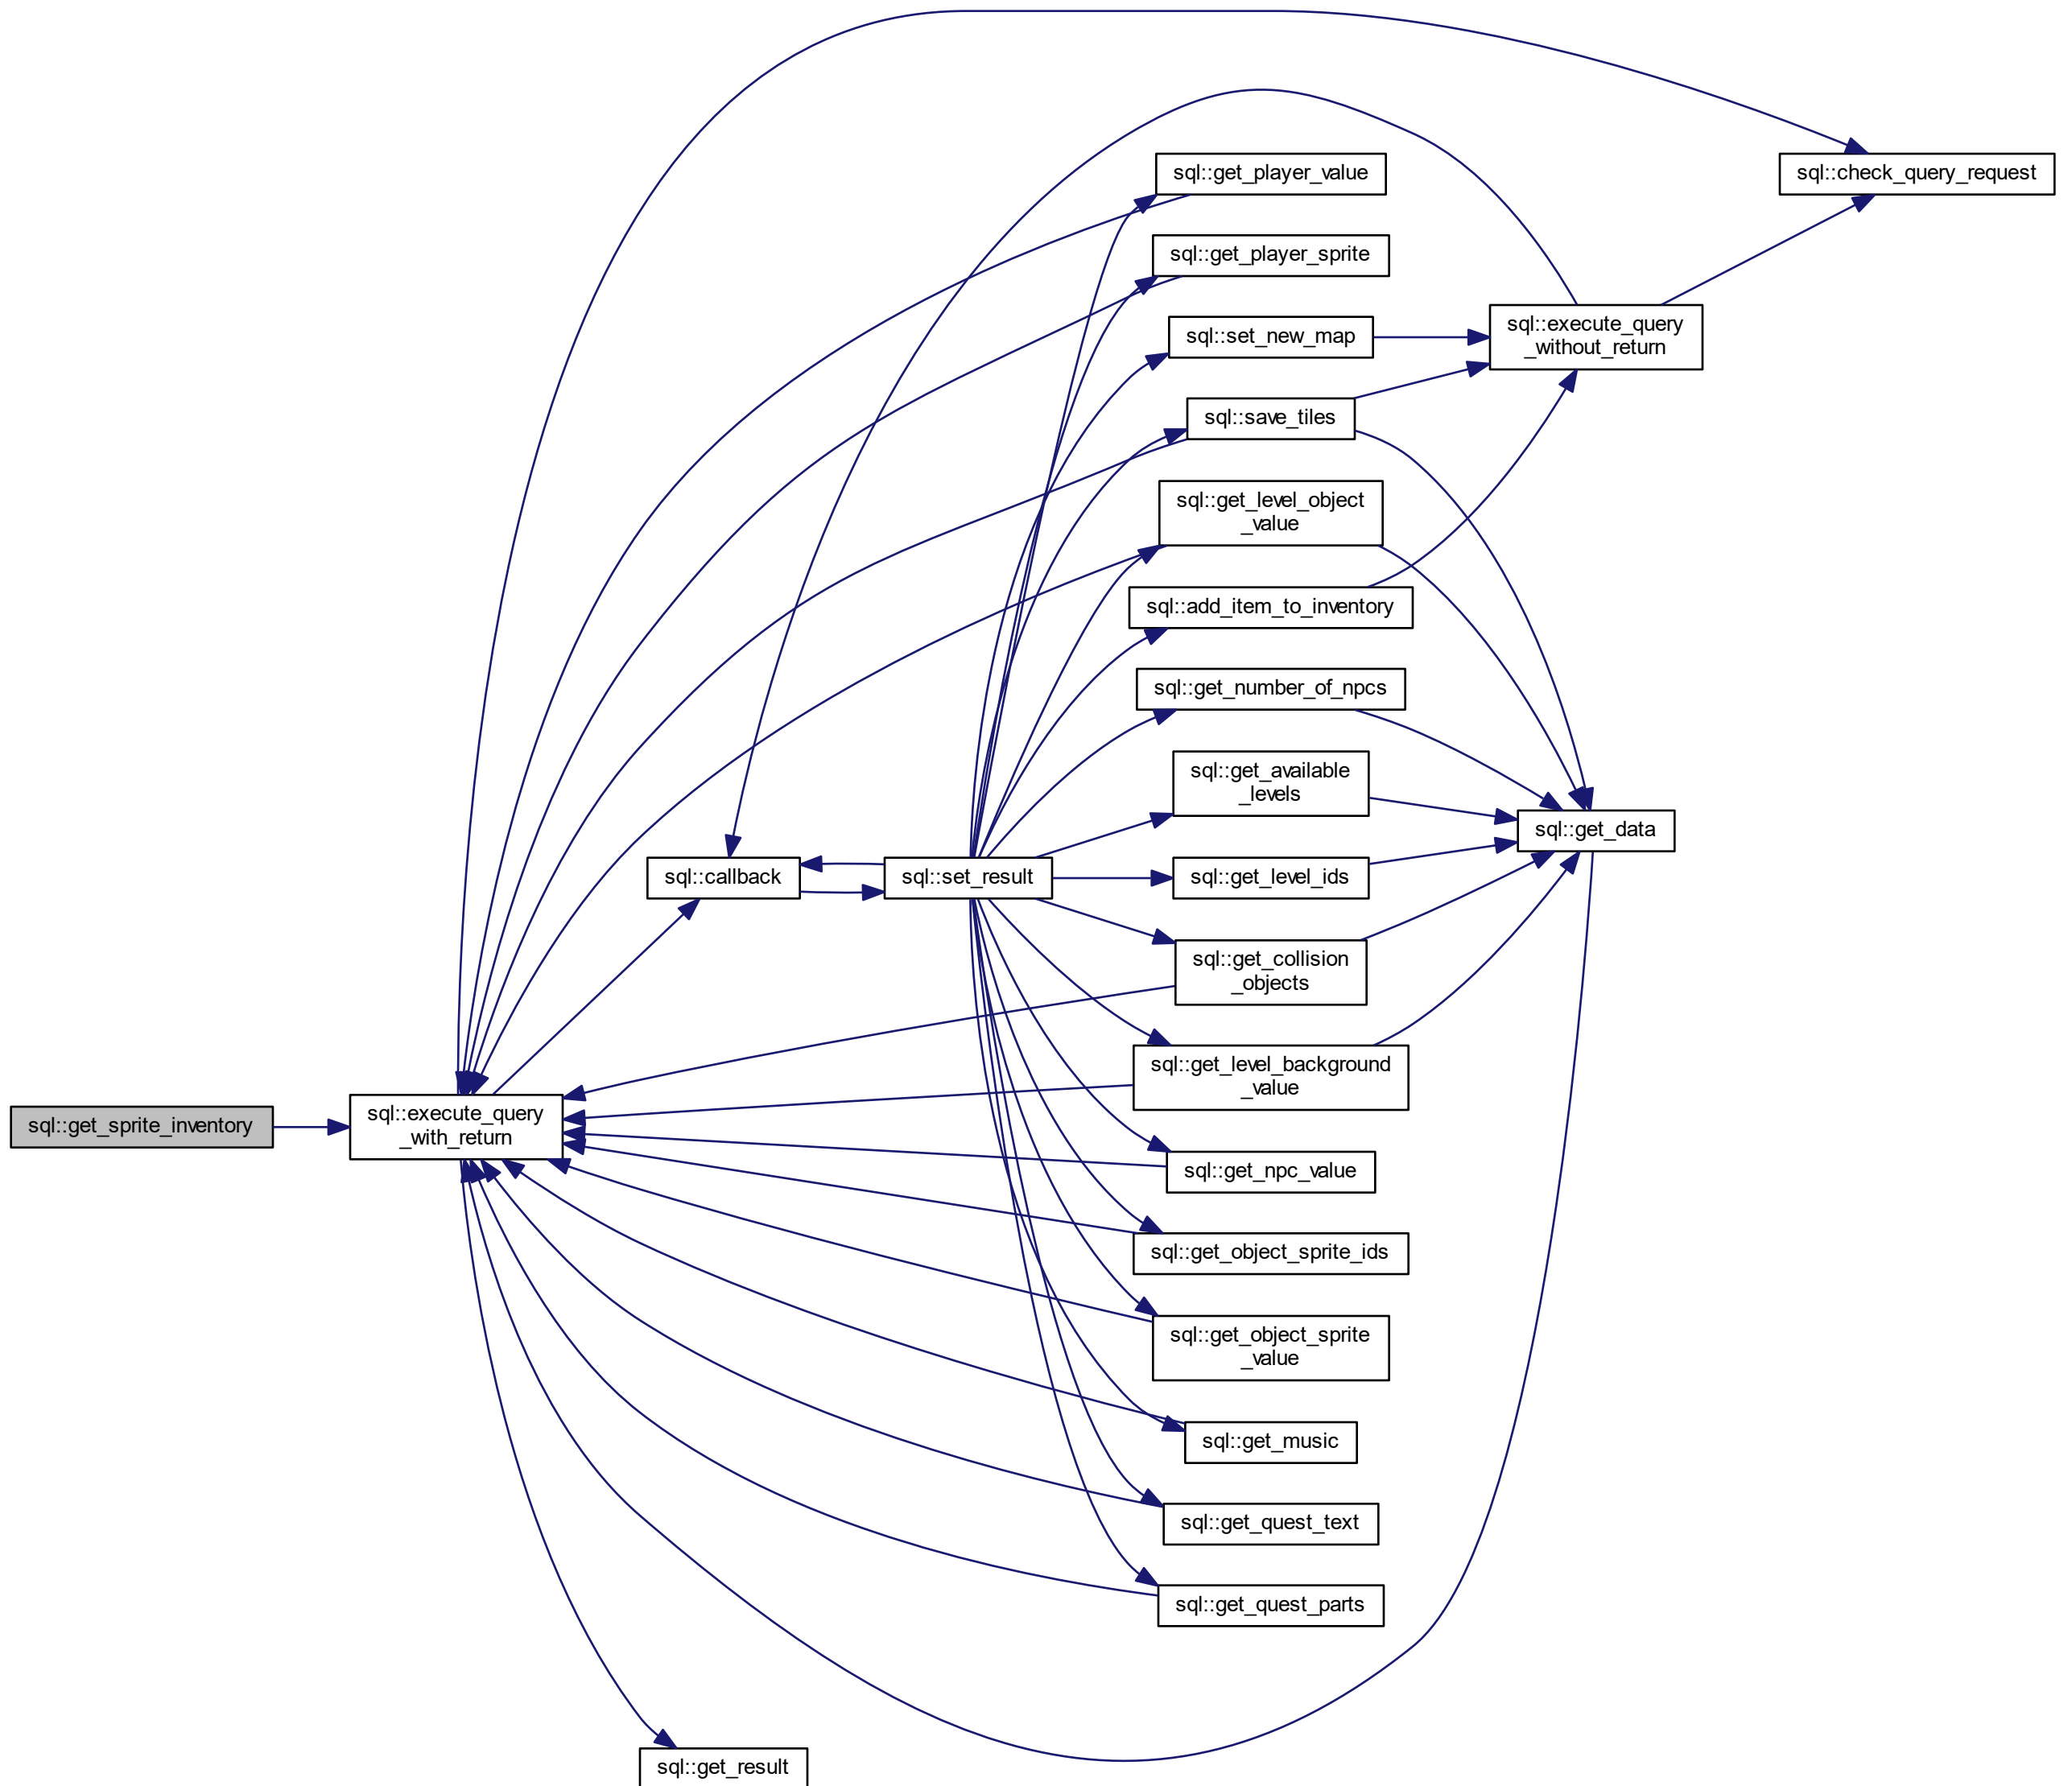 sql::get_player_value
sql::check_query_request
sql::get_player_sprite
sql::set_new_map
sql::execute_query
_without_return
sql::save_tiles
sql::get_level_object
_value
sql::add_item_to_inventory
sql::get_number_of_npcs
sql::get_available
_levels
sql::get_data
sql::callback
sql::set_result
sql::get_level_ids
sql::get_collision
_objects
sql::get_level_background
_value
sql::get_sprite_inventory
sql::execute_query
_with_return
sql::get_npc_value
sql::get_object_sprite_ids
sql::get_object_sprite
_value
sql::get_music
sql::get_quest_text
sql::get_quest_parts
sql::get_result